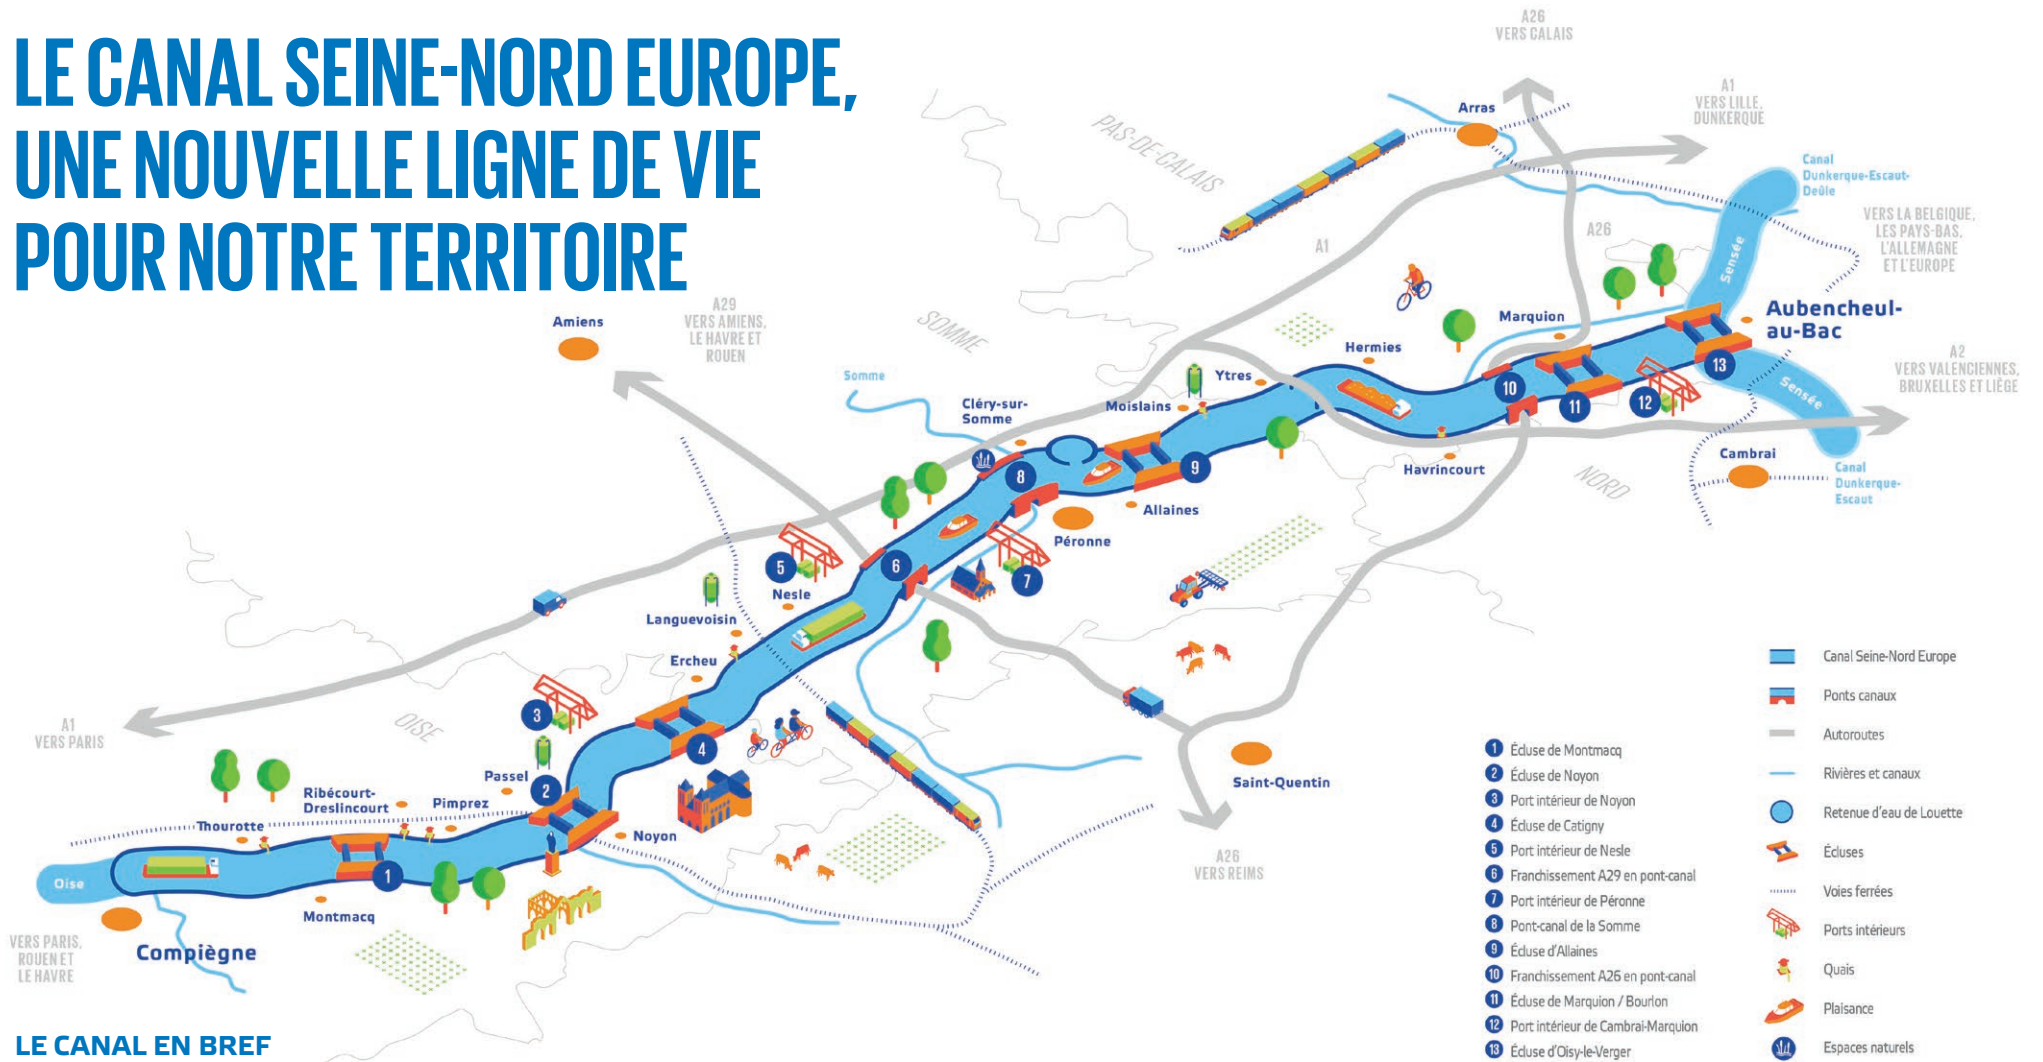 LE CANAL SEINE-NORD EUROPE,
UNE NOUVELLE LIGNE DE VIE
POUR NOTRE TERRITOIRE
A26
VERS CALAIS
A1
VERS LILLE,
DUNKERQUE
Arras
PAS-DE-CALAIS
Canal
Dunkerque-Escaut-
Deûle
VERS LA BELGIQUE,
LES PAYS-BAS,
L'ALLEMAGNE
ET L'EUROPE
A1
A26
Sensée
A29
VERS AMIENS,
LE HAVRE ET
ROUEN
Amiens
SOMME
Marquion
Aubencheul-
au-Bac
Hermies
A2
VERS VALENCIENNES,
BRUXELLES ET LIÈGE
Somme
Ytres
Cléry-sur-
Somme
Moislains
10
11
12
13
Sensée
Havrincourt
NORD
Cambrai
Canal
Dunkerque-
Escaut
8
9
Allaines
Péronne
5
6
7
Nesle
Languevoisin
Ercheu
3
4
OISE
A1
VERS PARIS
Passel
2
Ribécourt-
Dreslincourt
Pimprez
Thourotte
Noyon
Saint-Quentin
A26
VERS REIMS
Oise
1
Montmacq
Compiègne
VERS PARIS,
ROUEN ET
LE HAVRE
1 Écluse de Montmacq
2 Écluse de Noyon
3 Port intérieur de Noyon
4 Écluse de Catigny
5 Port intérieur de Nesle
6 Franchissement A29 en pont-canal
7 Port intérieur de Péronne
8 Pont-canal de la Somme
9 Écluse d'Allaines
10 Franchissement A26 en pont-canal
11 Écluse de Marquion / Bourlon
12 Port intérieur de Cambrai-Marquion
13 Écluse d'Oisy-le-Verger
Canal Seine-Nord Europe
Ponts canaux
Autoroutes
Rivières et canaux
Retenue d'eau de Louette
Écluses
Voies ferrées
Ports intérieurs
Quais
Plaisance
Espaces naturels
LE CANAL EN BREF